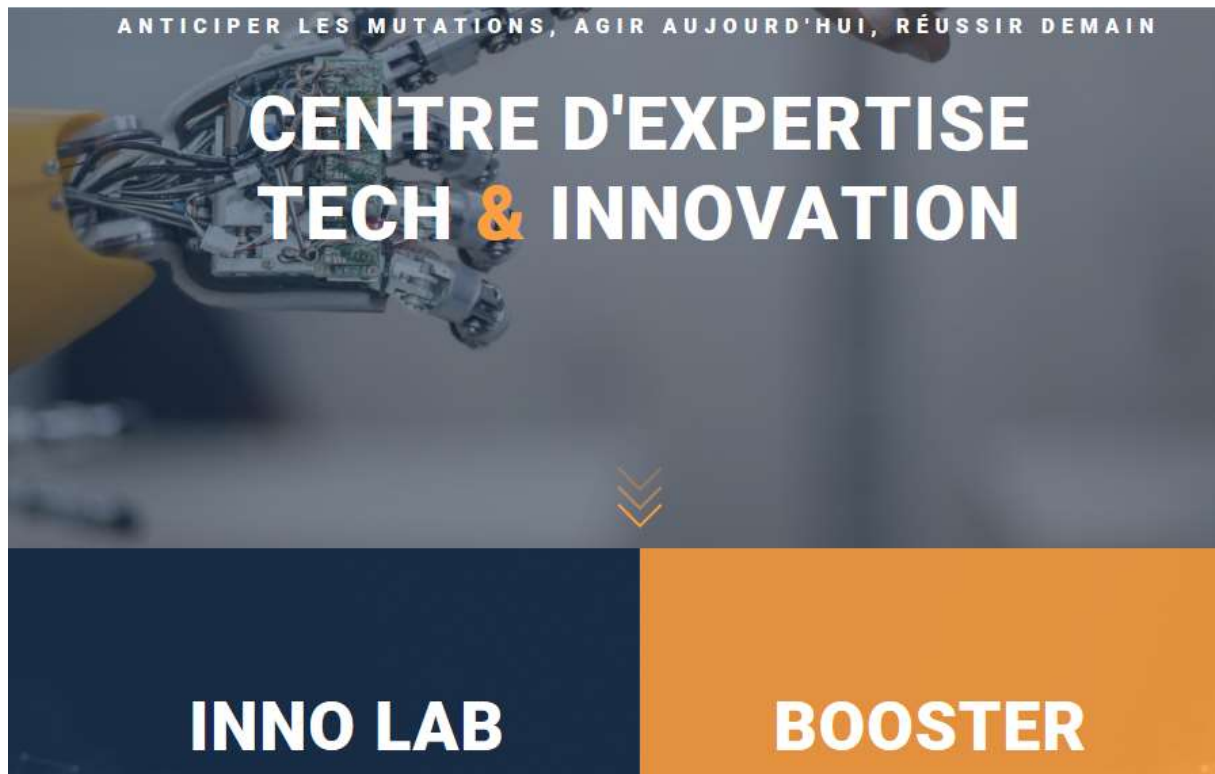 ANTICIPER LES MUTATIONS, AGIR AUJOURD'HUI, RÉUSSIR DEMAIN
CENTRE D'EXPERTISE
TECH & INNOVATION
INNO LAB
BOOSTER